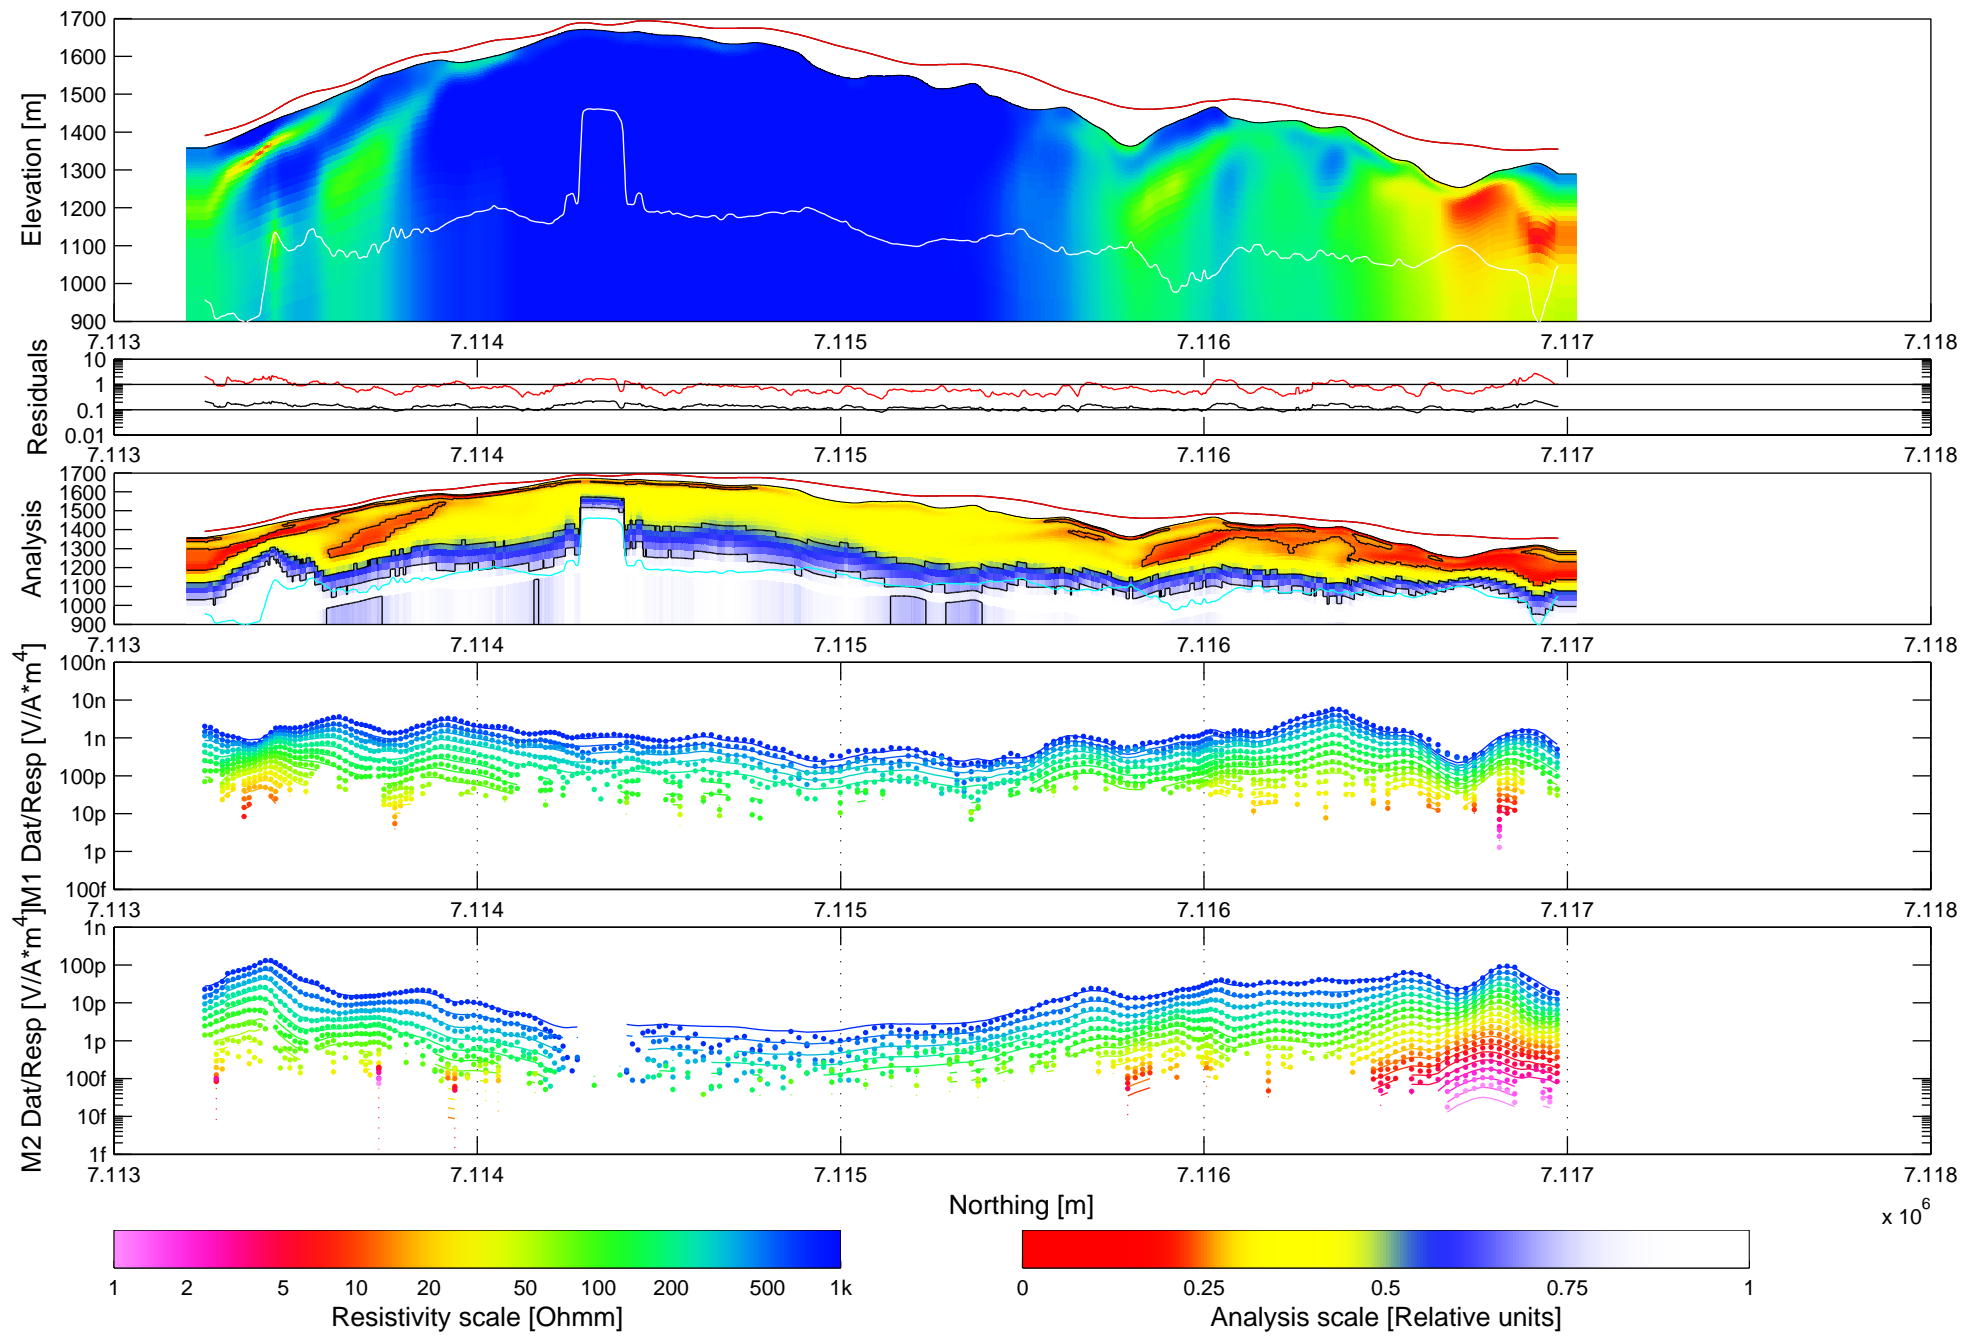 1700
1600
1500
1400
1300
1200
1100
1000
900
Elevation [m]
7.113 7.114 7.115 7.116 7.117 7.118
10
1
0.1
0.01
Residuals
7.113 7.114 7.115 7.116 7.117 7.118
1700
1600
1500
1400
1300
1200
1100
1000
900
Analysis
7.113 7.114 7.115 7.116 7.117 7.118
100n
10n
1n
100p
10p
1p
100f
M1 Dat/Resp [V/A*m4]
7.113 7.114 7.115 7.116 7.117 7.118
1n
100p
10p
1p
100f
10f
1f
M2 Dat/Resp [V/A*m4]
7.113 7.114 7.115 7.116 7.117 7.118
Northing [m]
x 106
1 2 5 10 20 50 100 200 500 1k
Resistivity scale [Ohmm]
0 0.25 0.5 0.75 1
Analysis scale [Relative units]